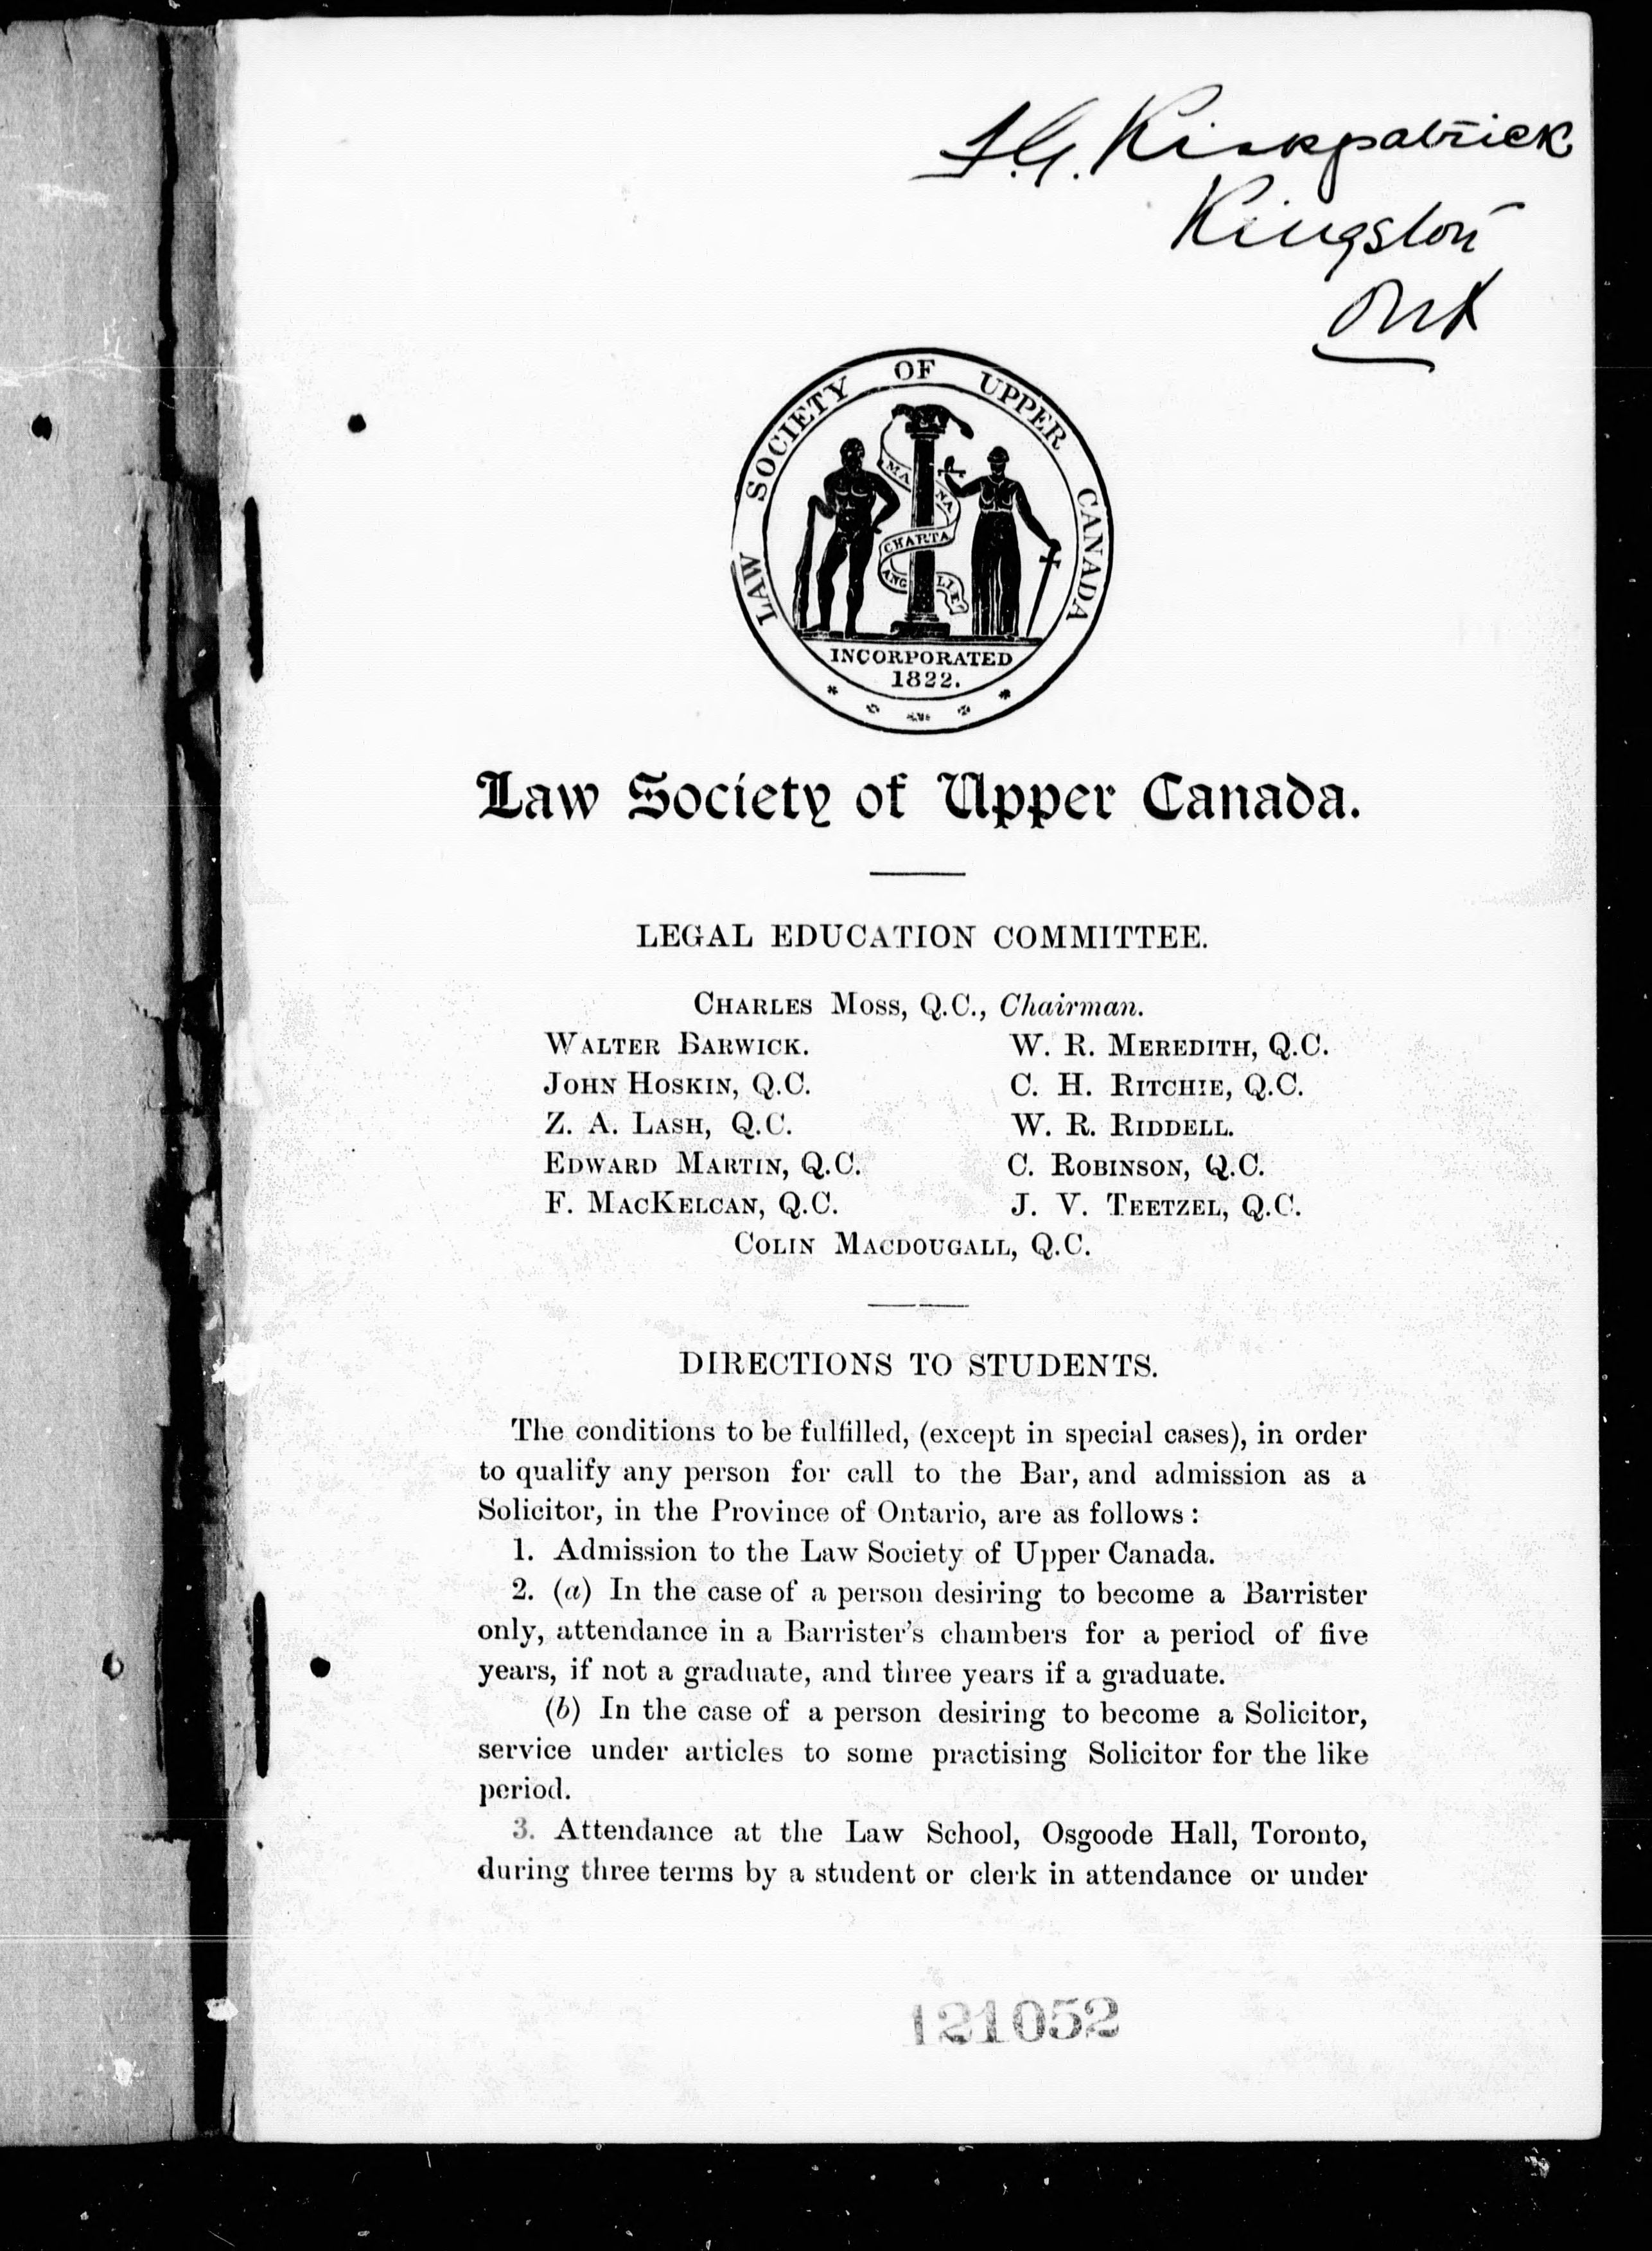 F.G. Kirkpatrick
Kingston
Ont
LAW SOCIETY OF UPPER CANADA
MAGNA
CHARTA
ANGLIÆ
INCORPORATED
1822.
Law Society of Upper Canada.
LEGAL EDUCATION COMMITTEE.
CHARLES MOSS, Q.C., Chairman.
WALTER BARWICK. W. R. MEREDITH, Q.C.
JOHN HOSKIN, Q.C. C. H. RITCHIE, Q.C.
Z. A. LASH, Q.C. W. R. RIDDELL.
EDWARD MARTIN, Q.C. C. ROBINSON, Q.C.
F. MACKELCAN, Q.C. J. V. TEETZEL, Q.C.
COLIN MACDOUGALL, Q.C.
DIRECTIONS TO STUDENTS.
The conditions to be fulfilled, (except in special cases), in order
to qualify any person for call to the Bar, and admission as a
Solicitor, in the Province of Ontario, are as follows:
1. Admission to the Law Society of Upper Canada.
2. (a) In the case of a person desiring to become a Barrister
only, attendance in a Barrister's chambers for a period of five
years, if not a graduate, and three years if a graduate.
(b) In the case of a person desiring to become a Solicitor,
service under articles to some practising Solicitor for the like
period.
3. Attendance at the Law School, Osgoode Hall, Toronto,
during three terms by a student or clerk in attendance or under
121052